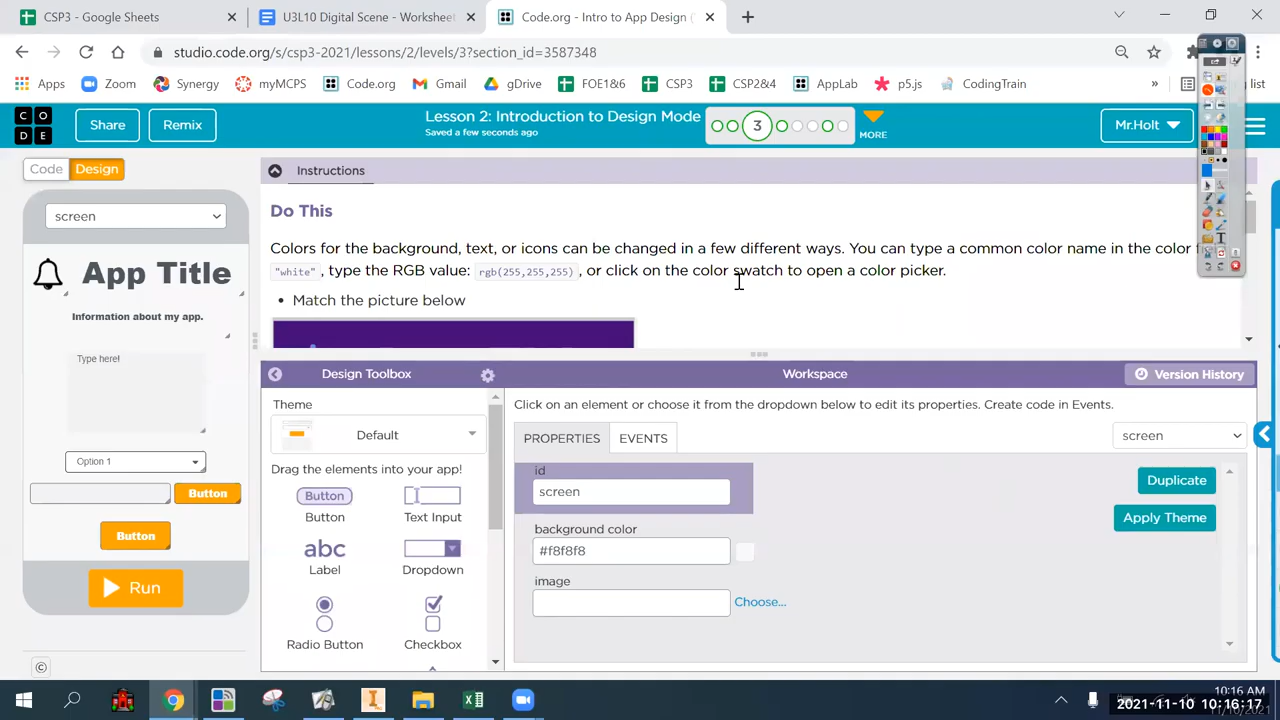 CSP3 - Google Sheets
U3L10 Digital Scene - Worksheet
Code.org - Intro to App Design
studio.code.org/s/csp3-2021/lessons/2/levels/3?section_id=3587348
Apps
Zoom
Synergy
myMCPS
Code.org
Gmail
gDrive
FOE1&6
CSP3
CSP2&4
AppLab
p5.js
CodingTrain
»
C O
D E
Share
Remix
Lesson 2: Introduction to Design Mode
Saved a few seconds ago
3
MORE
Mr.Holt
Code
Design
Instructions
screen
Do This
Colors for the background, text, or icons can be changed in a few different ways. You can type a common color name in the color
"white", type the RGB value: rgb(255,255,255), or click on the color swatch to open a color picker.
• Match the picture below
App Title
Information about my app.
Type here!
Option 1
Button
Button
Run
©
Design Toolbox
Workspace
Version History
Theme
Default
Drag the elements into your app!
Button
Button
Text Input
abc
Label
Dropdown
Radio Button
Checkbox
Click on an element or choose it from the dropdown below to edit its properties. Create code in Events.
PROPERTIES
EVENTS
screen
id
screen
Duplicate
background color
#f8f8f8
Apply Theme
image
Choose...
10:16 AM
2021-11-10 10:16:17